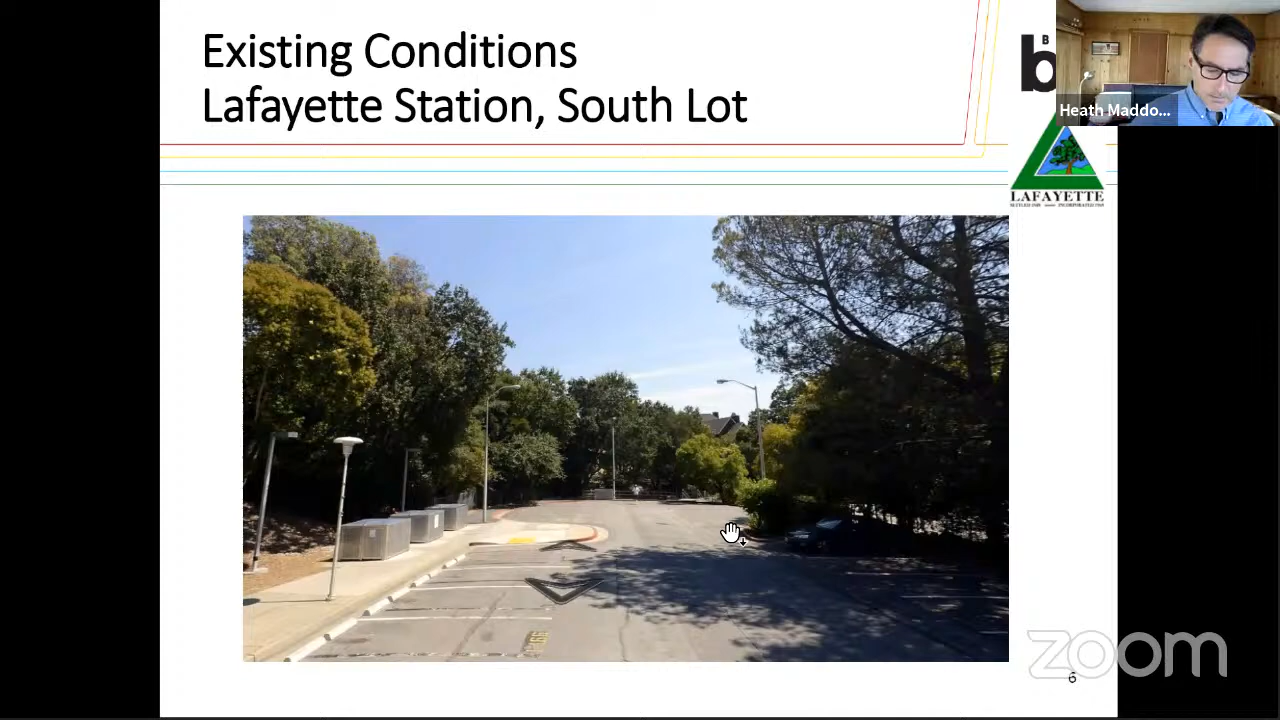 Existing Conditions
Lafayette Station, South Lot
Heath Maddo...
LAFAYETTE
zoom
6